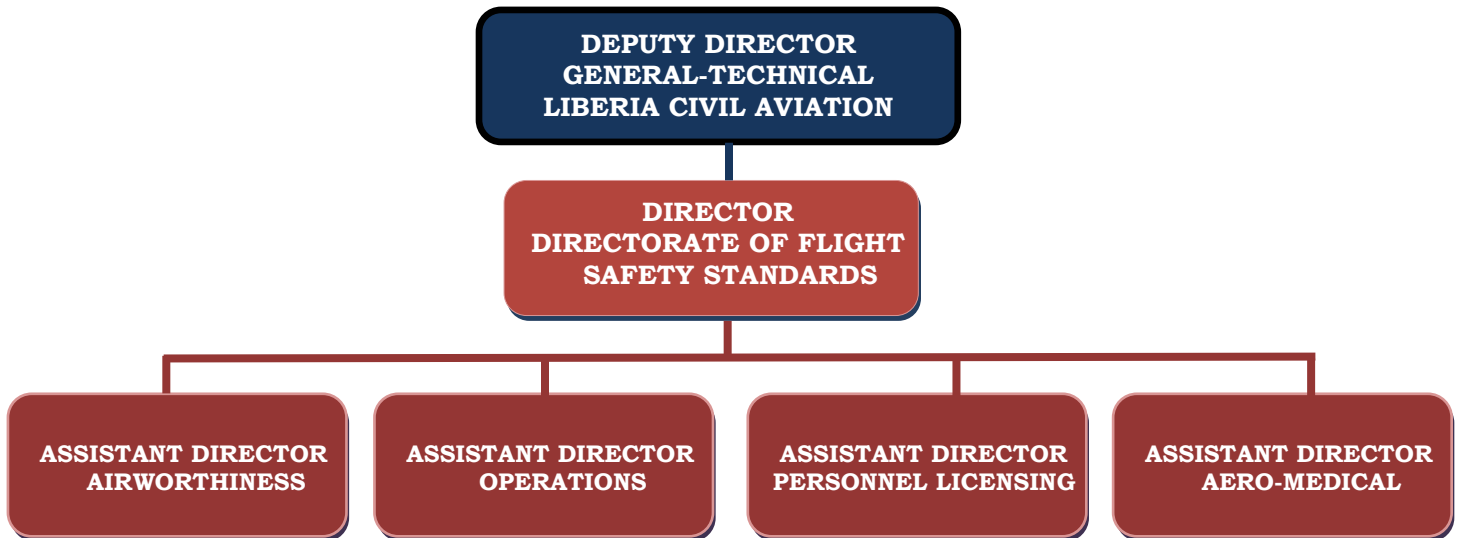 DEPUTY DIRECTOR
GENERAL-TECHNICAL
LIBERIA CIVIL AVIATION
DIRECTOR
DIRECTORATE OF FLIGHT
SAFETY STANDARDS
ASSISTANT DIRECTOR
AIRWORTHINESS
ASSISTANT DIRECTOR
OPERATIONS
ASSISTANT DIRECTOR
PERSONNEL LICENSING
ASSISTANT DIRECTOR
AERO-MEDICAL